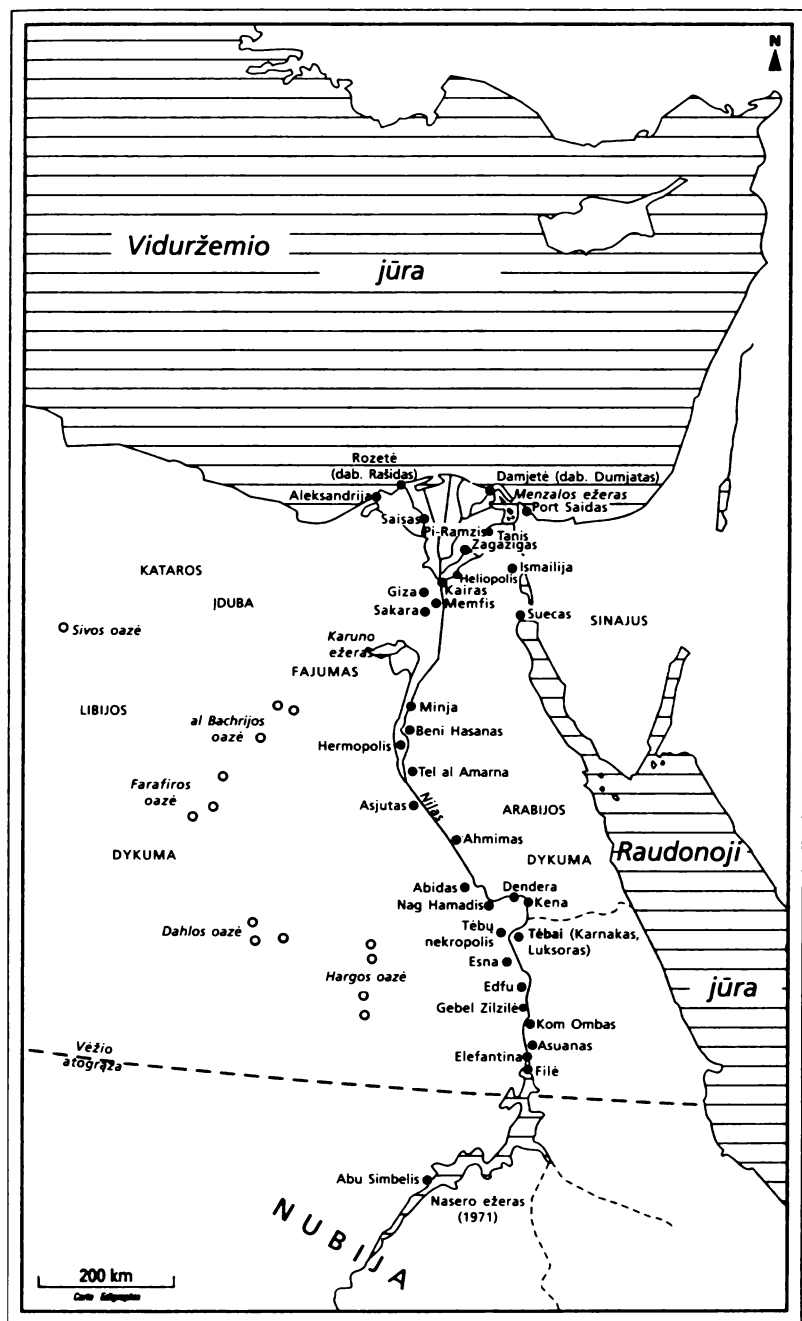 N
Viduržemio
jūra
Rozetė
(dab. Rašidas)
Damjetė (dab. Dumjatas)
Aleksandrija
Menzalos ežeras
Port Saidas
Saisas
Pi-Ramzis
Tanis
Zagazigas
KATAROS
Ismailija
Heliopolis
Giza
Kairas
ĮDUBA
Memfis
Sakara
Suecas
SINAJUS
Sivos oazė
Karuno
ežeras
FAJUMAS
LIBIJOS
Minja
al Bachrijos
oazė
Beni Hasanas
Hermopolis
Tel al Amarna
Farafiros
oazė
Nilas
Asjutas
ARABIJOS
Ahmimas
DYKUMA
DYKUMA
Raudonoji
Abidas
Dendera
Nag Hamadis
Kena
Dahlos oazė
Tėbų
nekropolis
Tėbai (Karnakas,
Luksoras)
Esna
Hargos oazė
Edfu
jūra
Gebel Zilzilė
Kom Ombas
Vėžio
atogrąža
Asuanas
Elefantina
Filė
Abu Simbelis
Nasero ežeras
(1971)
NUBIJA
200 km